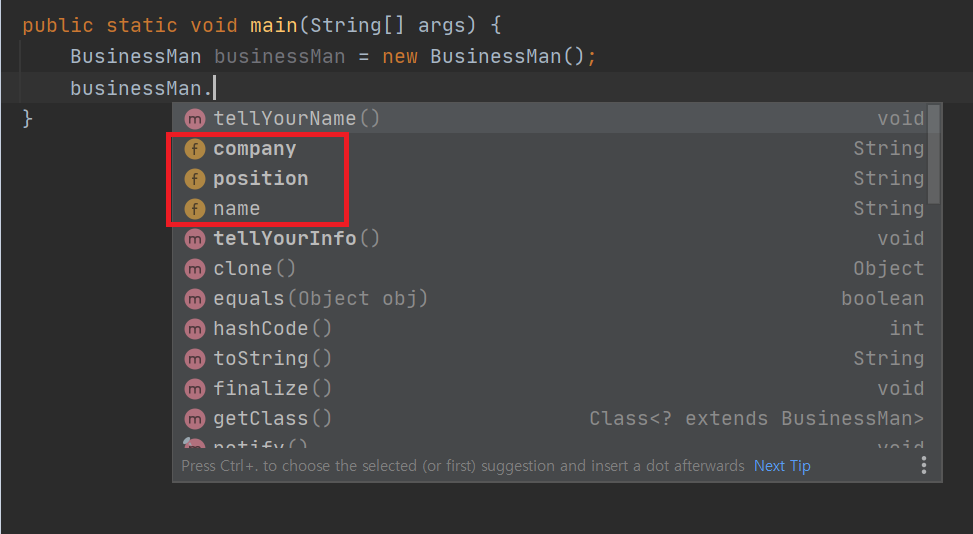 public static void main(String[] args) {
BusinessMan businessMan = new BusinessMan();
businessMan.
}
m tellYourName() void
f company String
f position String
f name String
m tellYourInfo() void
m clone() Object
m equals(Object obj) boolean
m hashCode() int
m toString() String
m finalize() void
m getClass() Class<? extends BusinessMan>
m notify() void
Press Ctrl+. to choose the selected (or first) suggestion and insert a dot afterwards Next Tip